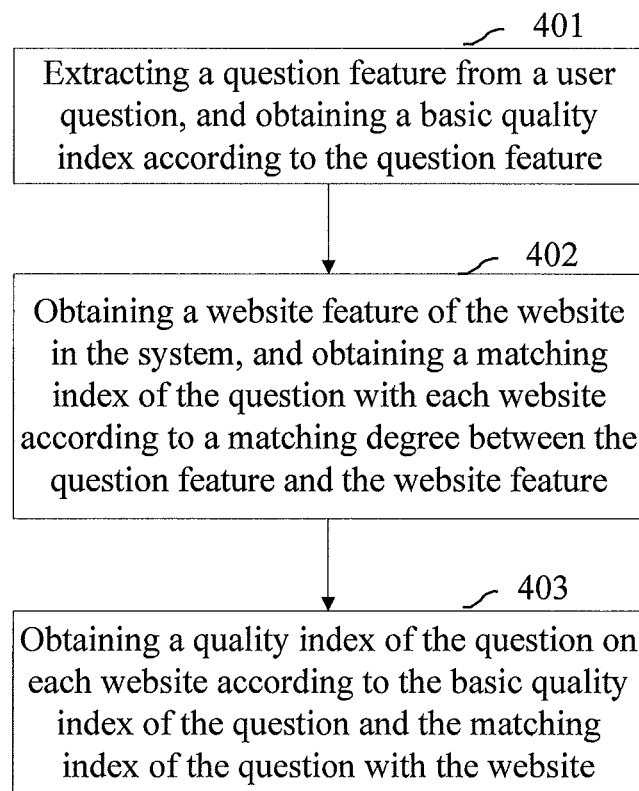 401
Extracting a question feature from a user
question, and obtaining a basic quality
index according to the question feature
402
Obtaining a website feature of the website
in the system, and obtaining a matching
index of the question with each website
according to a matching degree between the
question feature and the website feature
403
Obtaining a quality index of the question on
each website according to the basic quality
index of the question and the matching
index of the question with the website